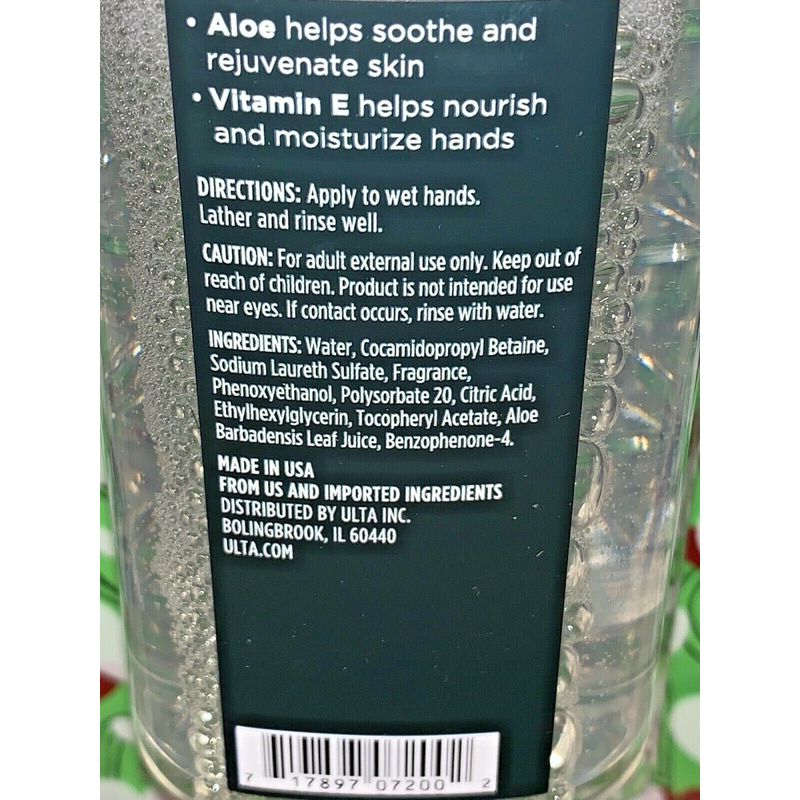 • Aloe helps soothe and
rejuvenate skin
• Vitamin E helps nourish
and moisturize hands
DIRECTIONS: Apply to wet hands.
Lather and rinse well.
CAUTION: For adult external use only. Keep out of
reach of children. Product is not intended for use
near eyes. If contact occurs, rinse with water.
INGREDIENTS: Water, Cocamidopropyl Betaine,
Sodium Laureth Sulfate, Fragrance,
Phenoxyethanol, Polysorbate 20, Citric Acid,
Ethylhexylglycerin, Tocopheryl Acetate, Aloe
Barbadensis Leaf Juice, Benzophenone-4.
MADE IN USA
FROM US AND IMPORTED INGREDIENTS
DISTRIBUTED BY ULTA INC.
BOLINGBROOK, IL 60440
ULTA.COM
7 17897 07200 2